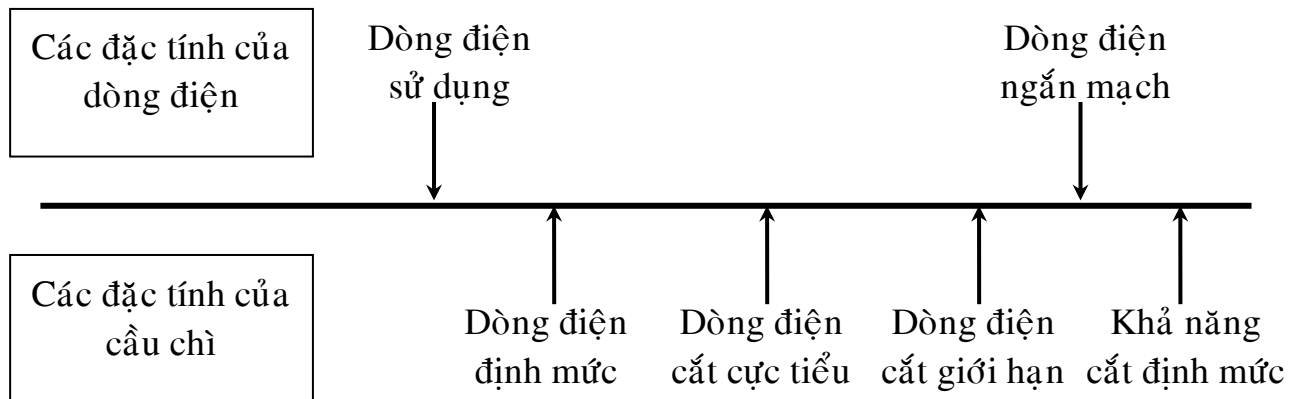 Các đặc tính của
dòng điện
Dòng điện
sử dụng
Dòng điện
ngắn mạch
Các đặc tính của
cầu chì
Dòng điện
định mức
Dòng điện
cắt cực tiểu
Dòng điện
cắt giới hạn
Khả năng
cắt định mức